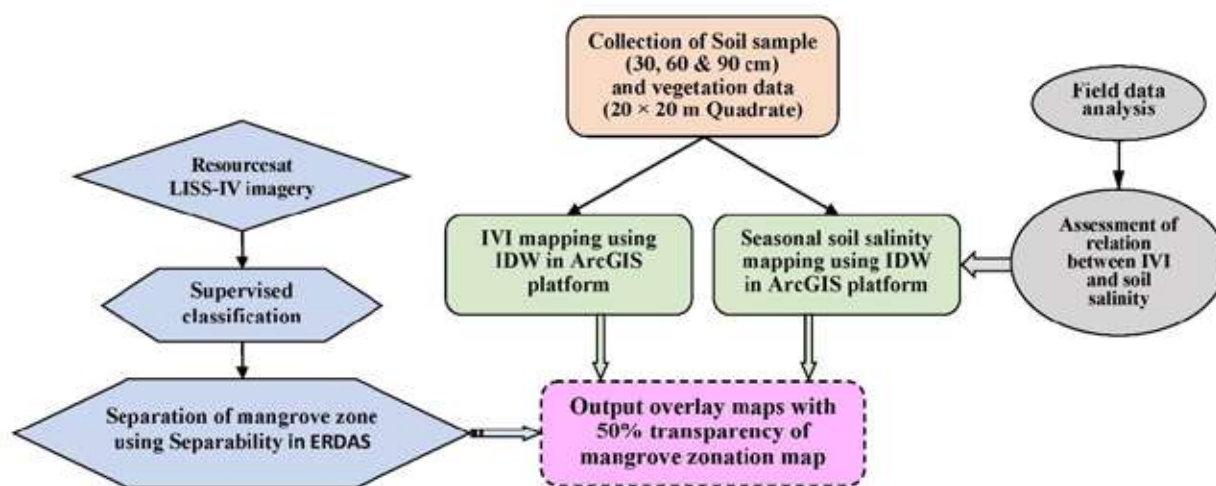 Collection of Soil sample
(30, 60 & 90 cm)
and vegetation data
(20 × 20 m Quadrate)
Field data
analysis
Resourcesat
LISS-IV imagery
IVI mapping using
IDW in ArcGIS
platform
Seasonal soil salinity
mapping using IDW
in ArcGIS platform
Assessment of
relation
between IVI
and soil
salinity
Supervised
classification
Separation of mangrove zone
using Separability in ERDAS
Output overlay maps with
50% transparency of
mangrove zonation map